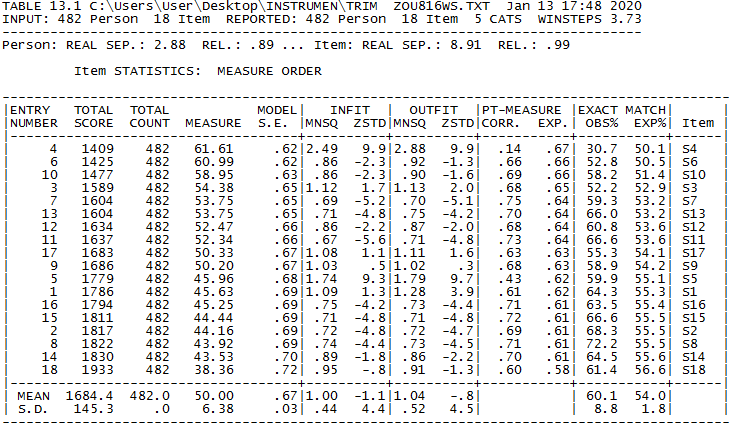 TABLE 13.1 C:\Users\User\Desktop\INSTRUMEN\TRIM  ZOU816WS.TXT  Jan 13 17:48 2020
INPUT: 482 Person  18 Item  REPORTED: 482 Person  18 Item  5 CATS  WINSTEPS 3.73
--------------------------------------------------------------------------------
Person: REAL SEP.: 2.88  REL.: .89 ... Item: REAL SEP.: 8.91  REL.: .99

         Item STATISTICS:  MEASURE ORDER

------------------------------------------------------------------------------------------
|ENTRY   TOTAL  TOTAL           MODEL|   INFIT  |  OUTFIT  |PT-MEASURE |EXACT MATCH|      |
|NUMBER  SCORE  COUNT  MEASURE  S.E. |MNSQ  ZSTD|MNSQ  ZSTD|CORR.  EXP.| OBS%  EXP%| Item |
|------------------------------------+----------+----------+-----------+-----------+------|
|     4   1409    482   61.61     .62|2.49   9.9|2.88   9.9|  .14   .67| 30.7  50.1| S4   |
|     6   1425    482   60.99     .62| .86  -2.3| .92  -1.3|  .66   .66| 52.8  50.5| S6   |
|    10   1477    482   58.95     .63| .86  -2.3| .90  -1.6|  .69   .66| 58.2  51.4| S10  |
|     3   1589    482   54.38     .65|1.12   1.7|1.13   2.0|  .68   .65| 52.2  52.9| S3   |
|     7   1604    482   53.75     .65| .69  -5.2| .70  -5.1|  .75   .64| 59.3  53.2| S7   |
|    13   1604    482   53.75     .65| .71  -4.8| .75  -4.2|  .70   .64| 66.0  53.2| S13  |
|    12   1634    482   52.47     .66| .86  -2.2| .87  -2.0|  .68   .64| 60.8  53.6| S12  |
|    11   1637    482   52.34     .66| .67  -5.6| .71  -4.8|  .73   .64| 66.6  53.6| S11  |
|    17   1683    482   50.33     .67|1.08   1.1|1.11   1.6|  .63   .63| 55.3  54.1| S17  |
|     9   1686    482   50.20     .67|1.03    .5|1.02    .3|  .68   .63| 58.9  54.2| S9   |
|     5   1779    482   45.96     .68|1.74   9.3|1.79   9.7|  .43   .62| 59.9  55.1| S5   |
|     1   1786    482   45.63     .69|1.09   1.3|1.28   3.9|  .61   .62| 64.3  55.3| S1   |
|    16   1794    482   45.25     .69| .75  -4.2| .73  -4.4|  .71   .61| 63.5  55.4| S16  |
|    15   1811    482   44.44     .69| .71  -4.8| .71  -4.8|  .72   .61| 66.6  55.5| S15  |
|     2   1817    482   44.16     .69| .72  -4.8| .72  -4.7|  .69   .61| 68.3  55.5| S2   |
|     8   1822    482   43.92     .69| .74  -4.4| .73  -4.5|  .71   .61| 72.2  55.5| S8   |
|    14   1830    482   43.53     .70| .89  -1.8| .86  -2.2|  .70   .61| 64.5  55.6| S14  |
|    18   1933    482   38.36     .72| .95   -.8| .91  -1.3|  .60   .58| 61.4  56.6| S18  |
|------------------------------------+----------+----------+-----------+-----------+------|
| MEAN  1684.4  482.0   50.00     .67|1.00  -1.1|1.04   -.8|           | 60.1  54.0|      |
| S.D.   145.3     .0    6.38     .03| .44   4.4| .52   4.5|           |  8.8   1.8|      |
------------------------------------------------------------------------------------------